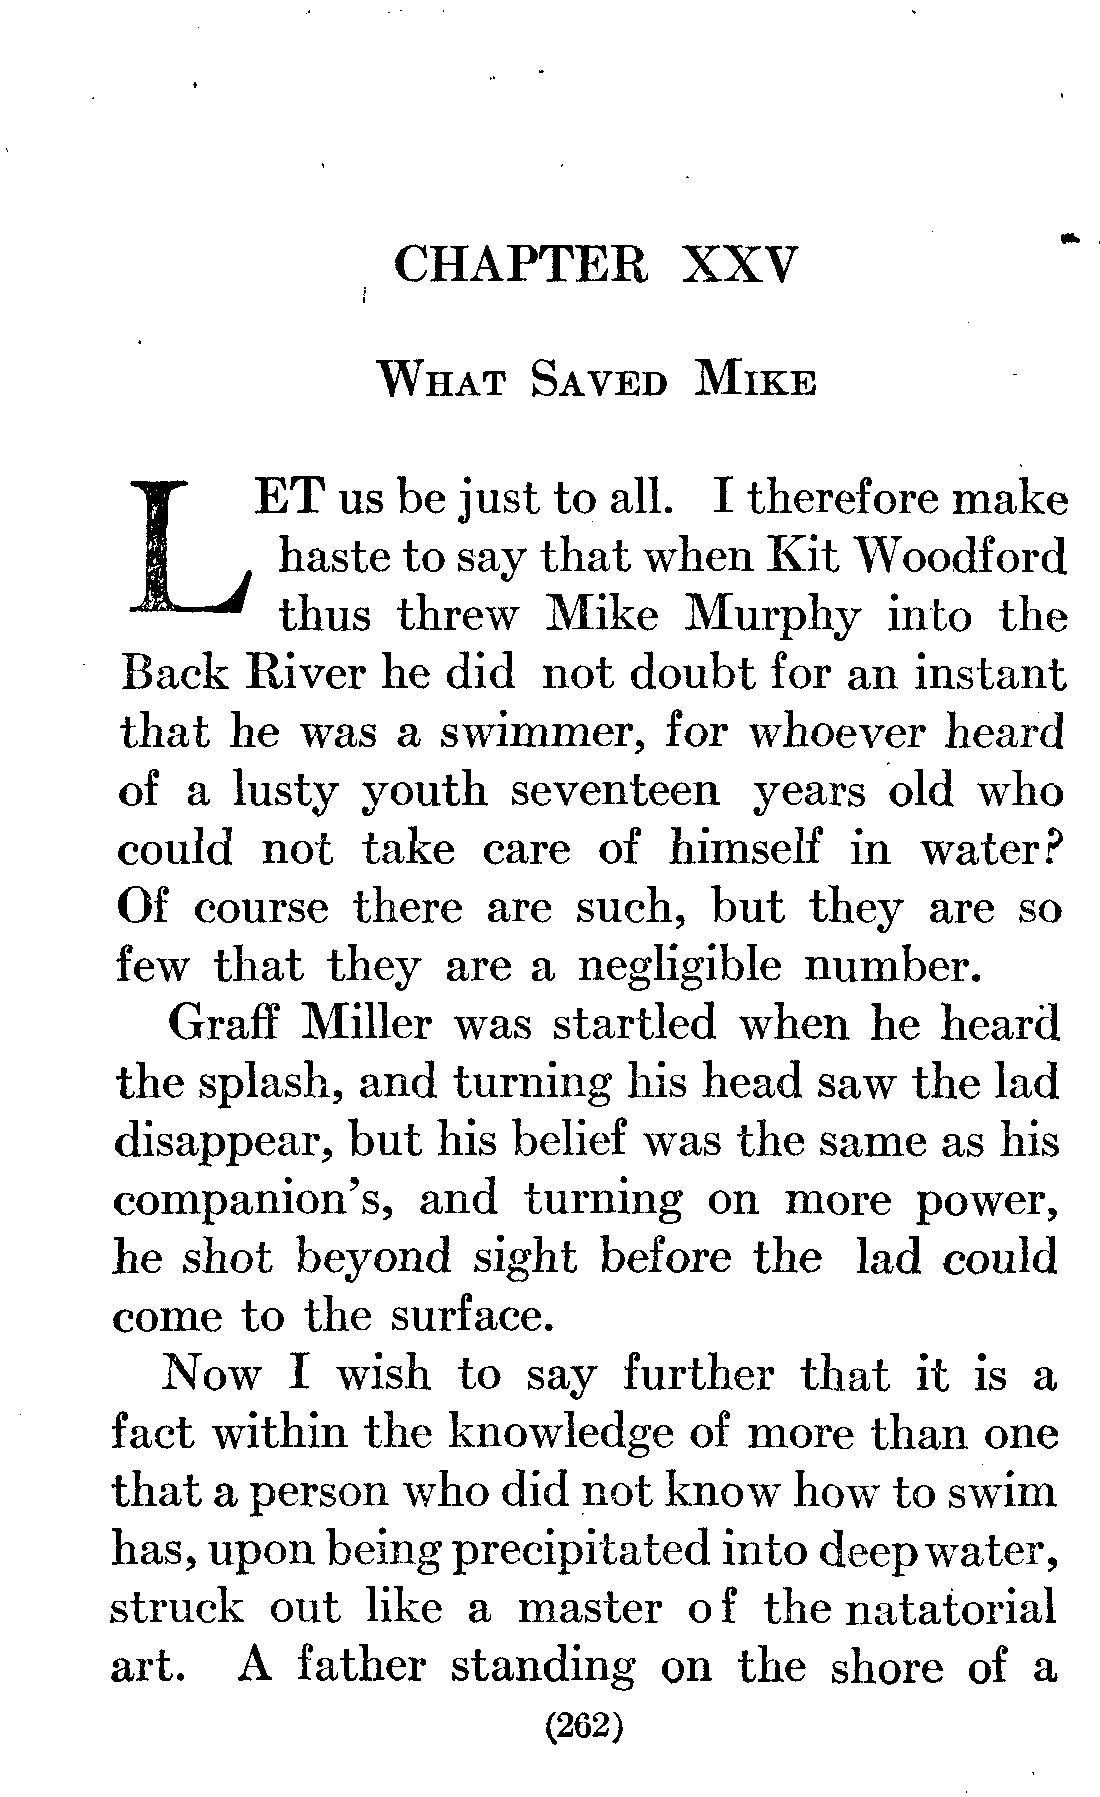 CHAPTER XXV
What Saved Mike
LET us be just to all. I therefore make
haste to say that when Kit Woodford
thus threw Mike Murphy into the
Back River he did not doubt for an instant
that he was a swimmer, for whoever heard
of a lusty youth seventeen years old who
could not take care of himself in water?
Of course there are such, but they are so
few that they are a negligible number.
Graff Miller was startled when he heard
the splash, and turning his head saw the lad
disappear, but his belief was the same as his
companion's, and turning on more power,
he shot beyond sight before the lad could
come to the surface.
Now I wish to say further that it is a
fact within the knowledge of more than one
that a person who did not know how to swim
has, upon being precipitated into deep water,
struck out like a master of the natatorial
art. A father standing on the shore of a
(262)